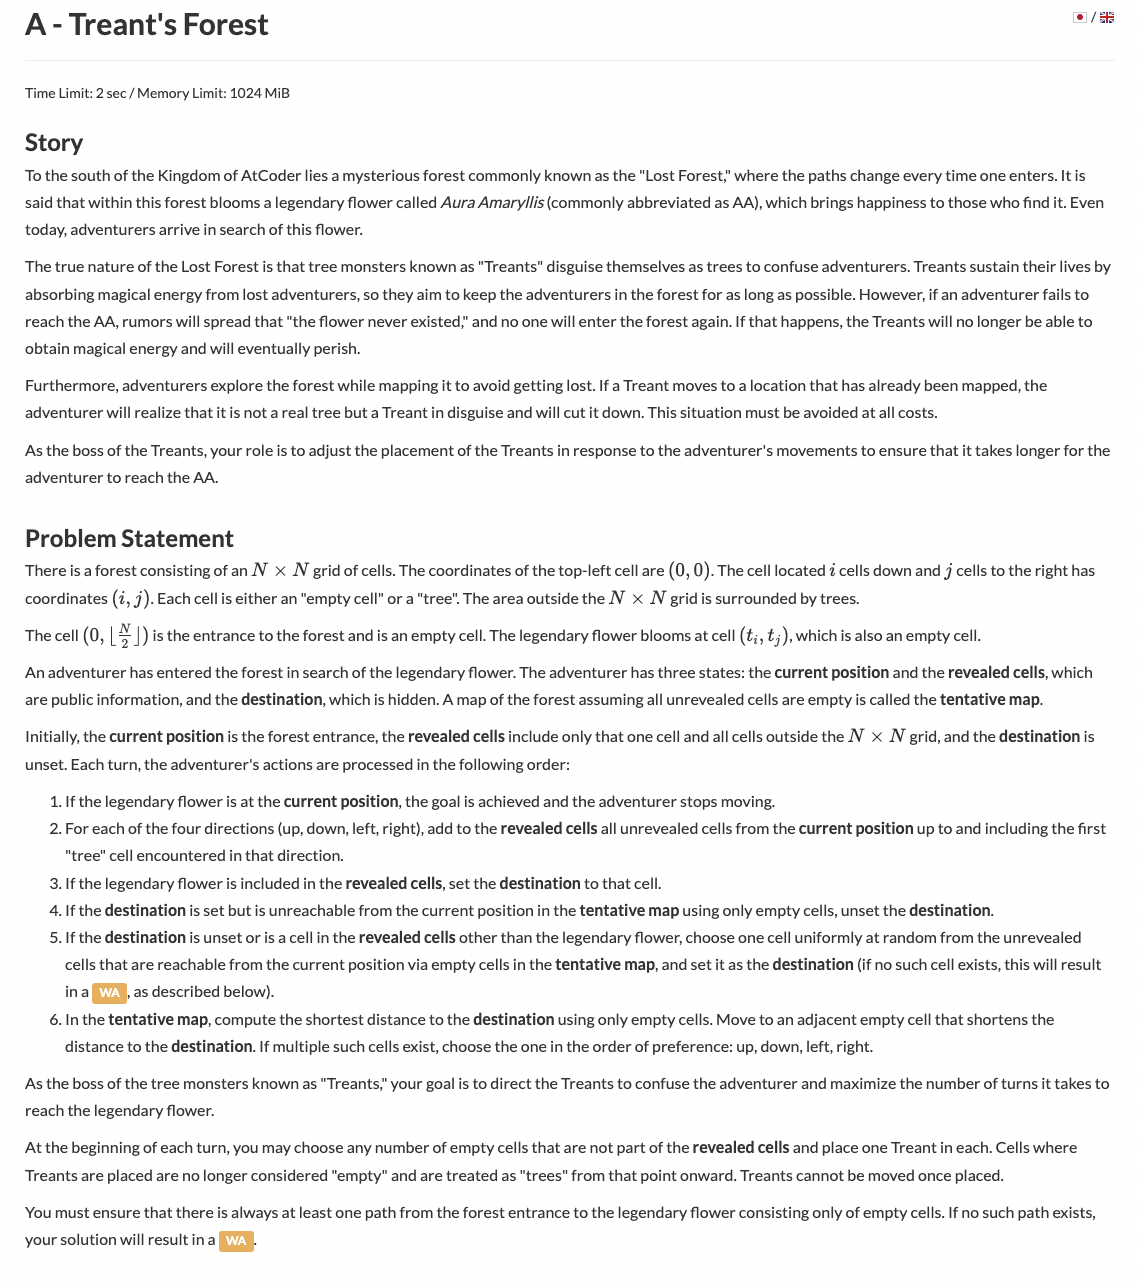 A - Treant's Forest
/
Time Limit: 2 sec / Memory Limit: 1024 MiB
Story
To the south of the Kingdom of AtCoder lies a mysterious forest commonly known as the "Lost Forest," where the paths change every time one enters. It is
said that within this forest blooms a legendary flower called Aura Amaryllis (commonly abbreviated as AA), which brings happiness to those who find it. Even
today, adventurers arrive in search of this flower.
The true nature of the Lost Forest is that tree monsters known as "Treants" disguise themselves as trees to confuse adventurers. Treants sustain their lives by
absorbing magical energy from lost adventurers, so they aim to keep the adventurers in the forest for as long as possible. However, if an adventurer fails to
reach the AA, rumors will spread that "the flower never existed," and no one will enter the forest again. If that happens, the Treants will no longer be able to
obtain magical energy and will eventually perish.
Furthermore, adventurers explore the forest while mapping it to avoid getting lost. If a Treant moves to a location that has already been mapped, the
adventurer will realize that it is not a real tree but a Treant in disguise and will cut it down. This situation must be avoided at all costs.
As the boss of the Treants, your role is to adjust the placement of the Treants in response to the adventurer's movements to ensure that it takes longer for the
adventurer to reach the AA.
Problem Statement
There is a forest consisting of an N × N grid of cells. The coordinates of the top-left cell are (0, 0). The cell located i cells down and j cells to the right has
coordinates (i, j). Each cell is either an "empty cell" or a "tree". The area outside the N × N grid is surrounded by trees.
The cell (0, ⌊N/2⌋) is the entrance to the forest and is an empty cell. The legendary flower blooms at cell (tᵢ, tⱼ), which is also an empty cell.
An adventurer has entered the forest in search of the legendary flower. The adventurer has three states: the current position and the revealed cells, which
are public information, and the destination, which is hidden. A map of the forest assuming all unrevealed cells are empty is called the tentative map.
Initially, the current position is the forest entrance, the revealed cells include only that one cell and all cells outside the N × N grid, and the destination is
unset. Each turn, the adventurer's actions are processed in the following order:
1. If the legendary flower is at the current position, the goal is achieved and the adventurer stops moving.
2. For each of the four directions (up, down, left, right), add to the revealed cells all unrevealed cells from the current position up to and including the first
"tree" cell encountered in that direction.
3. If the legendary flower is included in the revealed cells, set the destination to that cell.
4. If the destination is set but is unreachable from the current position in the tentative map using only empty cells, unset the destination.
5. If the destination is unset or is a cell in the revealed cells other than the legendary flower, choose one cell uniformly at random from the unrevealed
cells that are reachable from the current position via empty cells in the tentative map, and set it as the destination (if no such cell exists, this will result
in a WA, as described below).
6. In the tentative map, compute the shortest distance to the destination using only empty cells. Move to an adjacent empty cell that shortens the
distance to the destination. If multiple such cells exist, choose the one in the order of preference: up, down, left, right.
As the boss of the tree monsters known as "Treants," your goal is to direct the Treants to confuse the adventurer and maximize the number of turns it takes to
reach the legendary flower.
At the beginning of each turn, you may choose any number of empty cells that are not part of the revealed cells and place one Treant in each. Cells where
Treants are placed are no longer considered "empty" and are treated as "trees" from that point onward. Treants cannot be moved once placed.
You must ensure that there is always at least one path from the forest entrance to the legendary flower consisting only of empty cells. If no such path exists,
your solution will result in a WA.